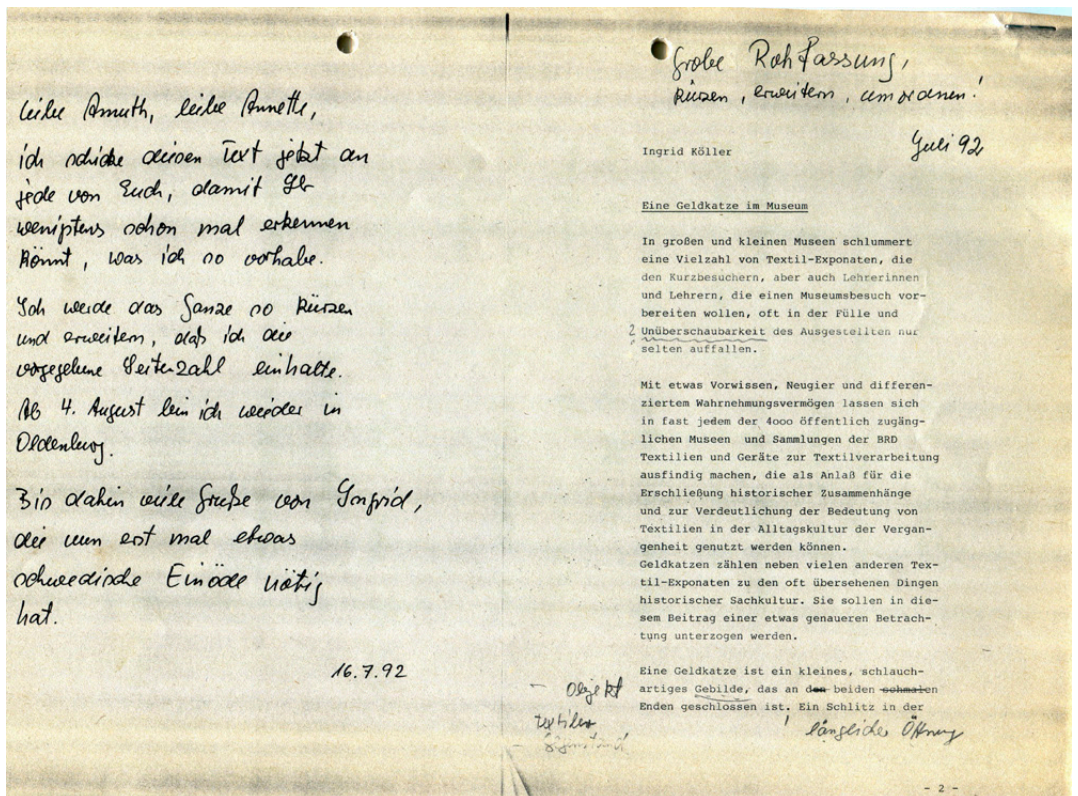 Liebe Anmuth, liebe Annette,
ich schicke diesen Text jetzt an
jede von Euch, damit Ihr
wenigstens schon mal erkennen
könnt, was ich so vorhabe.
Ich werde das Ganze so kürzen
und erweitern, daß ich die
vorgegebene Seitenzahl einhalte.
Ab 4. August bin ich wieder in
Oldenburg.
Bis dahin viele Grüße von Ingrid,
die nun erst mal etwas
schwedische Einöde nötig
hat.
16.7.92
Grobe Rohfassung,
kürzen, erweitern, umordnen!
Juli 92
Ingrid Köller
Eine Geldkatze im Museum
In großen und kleinen Museen schlummert
eine Vielzahl von Textil-Exponaten, die
den Kurzbesuchern, aber auch Lehrerinnen
und Lehrern, die einen Museumsbesuch vor-
bereiten wollen, oft in der Fülle und
Unüberschaubarkeit des Ausgestellten nur
selten auffallen.
Mit etwas Vorwissen, Neugier und differen-
ziertem Wahrnehmungsvermögen lassen sich
in fast jedem der 4ooo öffentlich zugäng-
lichen Museen und Sammlungen der BRD
Textilien und Geräte zur Textilverarbeitung
ausfindig machen, die als Anlaß für die
Erschließung historischer Zusammenhänge
und zur Verdeutlichung der Bedeutung von
Textilien in der Alltagskultur der Vergan-
genheit genutzt werden können.
Geldkatzen zählen neben vielen anderen Tex-
til-Exponaten zu den oft übersehenen Dingen
historischer Sachkultur. Sie sollen in die-
sem Beitrag einer etwas genaueren Betrach-
tung unterzogen werden.
Eine Geldkatze ist ein kleines, schlauch-
artiges Gebilde, das an den beiden schmalen
Enden geschlossen ist. Ein Schlitz in der
– Objekt
textiler
Gegenstand
! länglicher Öffnung
- 2 -